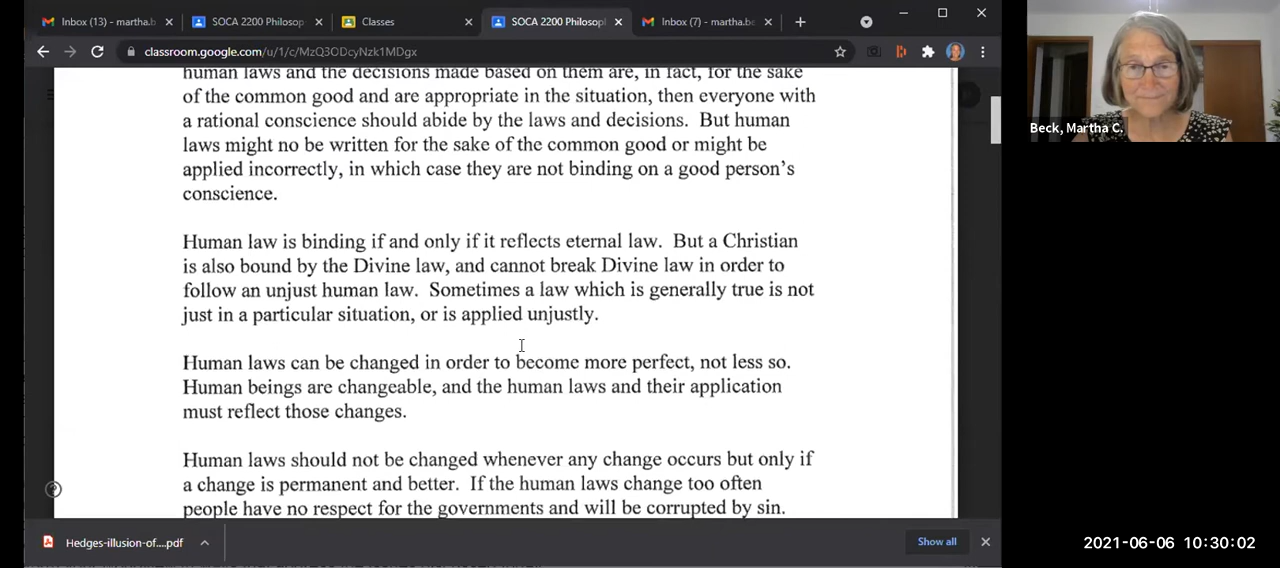 Inbox (13) - martha.b
SOCA 2200 Philosop
Classes
SOCA 2200 Philosop
Inbox (7) - martha.be
classroom.google.com/u/1/c/MzQ3ODcyNzk1MDgx
human laws and the decisions made based on them are, in fact, for the sake
of the common good and are appropriate in the situation, then everyone with
a rational conscience should abide by the laws and decisions. But human
laws might no be written for the sake of the common good or might be
applied incorrectly, in which case they are not binding on a good person's
conscience.
Human law is binding if and only if it reflects eternal law. But a Christian
is also bound by the Divine law, and cannot break Divine law in order to
follow an unjust human law. Sometimes a law which is generally true is not
just in a particular situation, or is applied unjustly.
Human laws can be changed in order to become more perfect, not less so.
Human beings are changeable, and the human laws and their application
must reflect those changes.
Human laws should not be changed whenever any change occurs but only if
a change is permanent and better. If the human laws change too often
people have no respect for the governments and will be corrupted by sin.
Hedges-illusion-of....pdf
Show all
Beck, Martha C.
2021-06-06 10:30:02